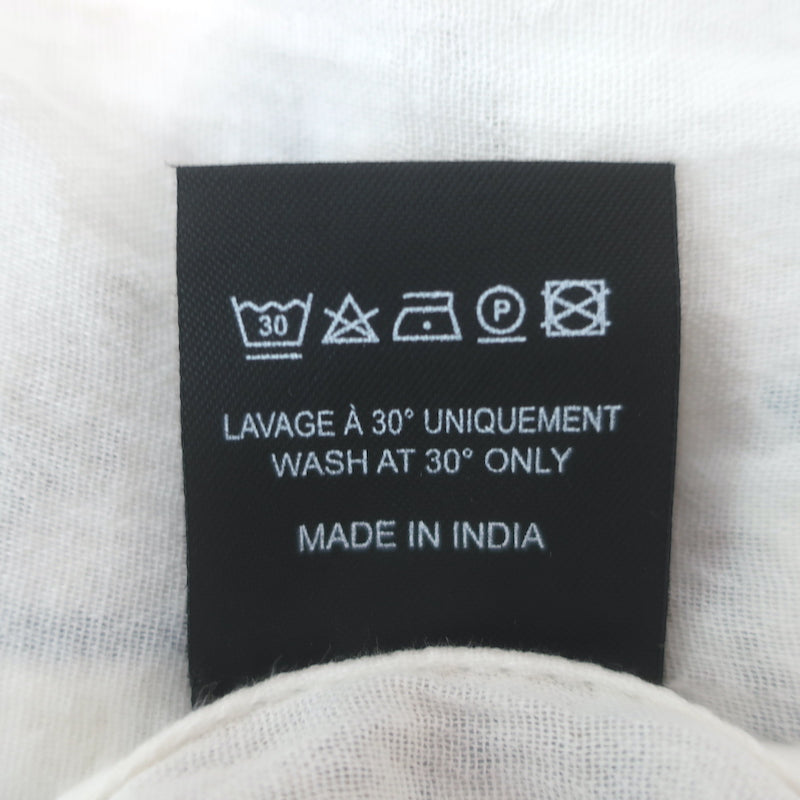 30 P
LAVAGE À 30° UNIQUEMENT
WASH AT 30° ONLY
MADE IN INDIA